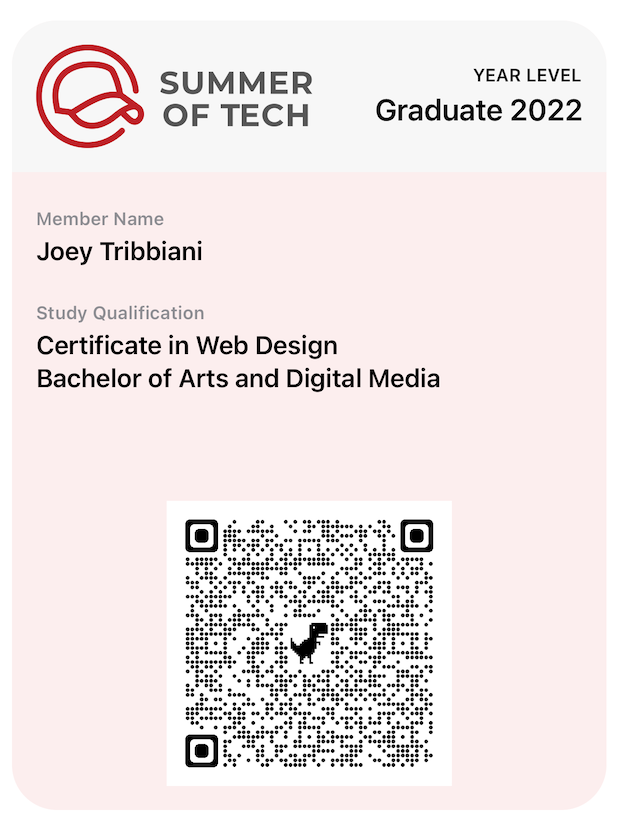 SUMMER
OF TECH
YEAR LEVEL
Graduate 2022
Member Name
Joey Tribbiani
Study Qualification
Certificate in Web Design
Bachelor of Arts and Digital Media